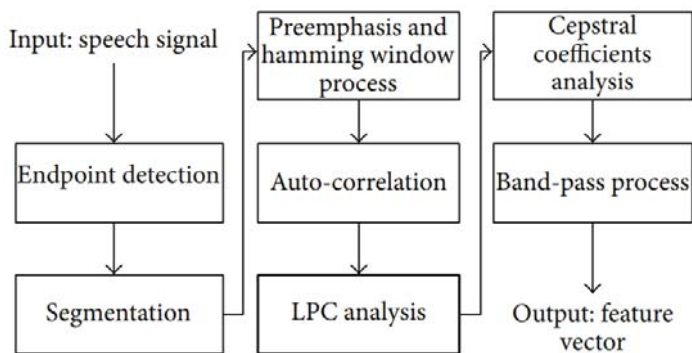 Input: speech signal
Endpoint detection
Segmentation
Preemphasis and
hamming window
process
Auto-correlation
LPC analysis
Cepstral
coefficients
analysis
Band-pass process
Output: feature
vector